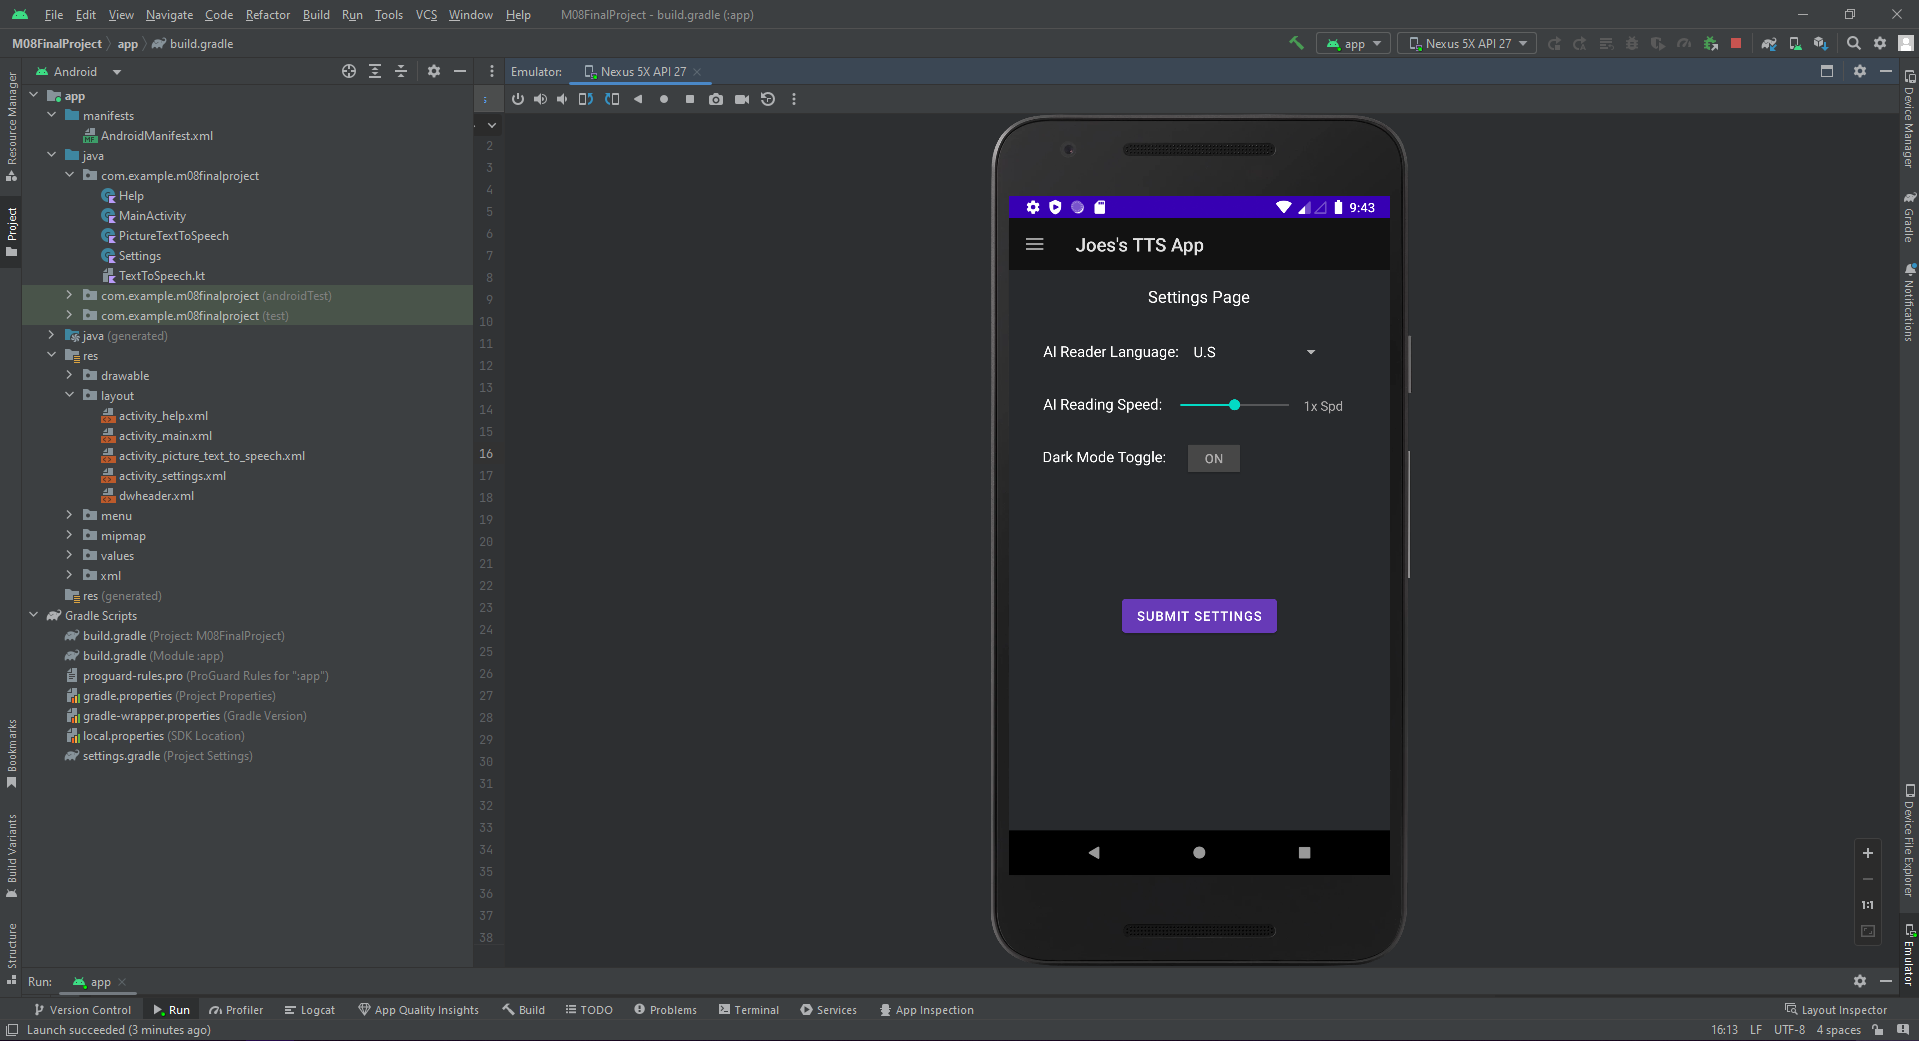 File Edit View Navigate Code Refactor Build Run Tools VCS Window Help M08FinalProject - build.gradle (:app)
M08FinalProject app build.gradle
app Nexus 5X API 27
Android
Emulator: Nexus 5X API 27
app
manifests
AndroidManifest.xml
java
com.example.m08finalproject
Help
MainActivity
PictureTextToSpeech
Settings
TextToSpeech.kt
com.example.m08finalproject (androidTest)
com.example.m08finalproject (test)
java (generated)
res
drawable
layout
activity_help.xml
activity_main.xml
activity_picture_text_to_speech.xml
activity_settings.xml
dwheader.xml
menu
mipmap
values
xml
res (generated)
Gradle Scripts
build.gradle (Project: M08FinalProject)
build.gradle (Module :app)
proguard-rules.pro (ProGuard Rules for ":app")
gradle.properties (Project Properties)
gradle-wrapper.properties (Gradle Version)
local.properties (SDK Location)
settings.gradle (Project Settings)
Resource Manager
Project
Bookmarks
Build Variants
Structure
2
3
4
5
6
7
8
9
10
11
12
13
14
15
16
17
18
19
20
21
22
23
24
25
26
27
28
29
30
31
32
33
34
35
36
37
38
9:43
Joes's TTS App
Settings Page
AI Reader Language: U.S
AI Reading Speed: 1x Spd
Dark Mode Toggle: ON
SUBMIT SETTINGS
1:1
Device Manager
Gradle
Notifications
Device File Explorer
Emulator
Run: app
Version Control Run Profiler Logcat App Quality Insights Build TODO Problems Terminal Services App Inspection Layout Inspector
Launch succeeded (3 minutes ago) 16:13 LF UTF-8 4 spaces